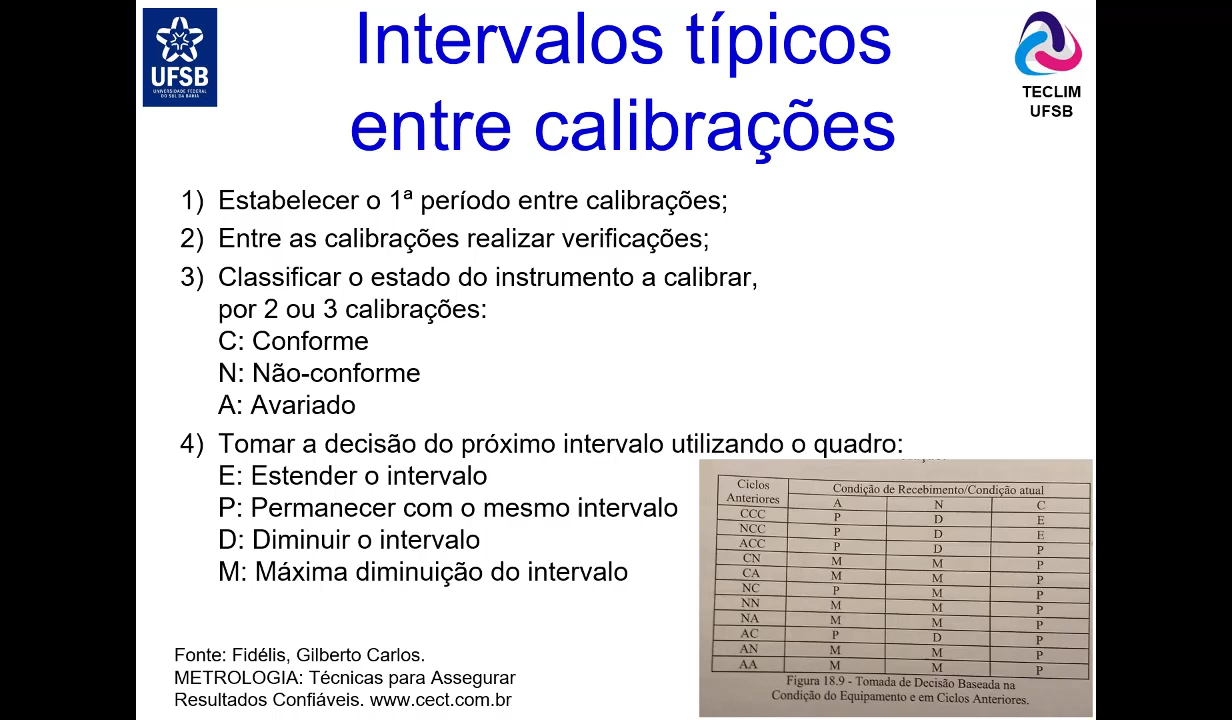 UFSB
UNIVERSIDADE FEDERAL
DO SUL DA BAHIA
Intervalos típicos
entre calibrações
TECLIM
UFSB
1) Estabelecer o 1ª período entre calibrações;
2) Entre as calibrações realizar verificações;
3) Classificar o estado do instrumento a calibrar,
por 2 ou 3 calibrações:
C: Conforme
N: Não-conforme
A: Avariado
4) Tomar a decisão do próximo intervalo utilizando o quadro:
E: Estender o intervalo
P: Permanecer com o mesmo intervalo
D: Diminuir o intervalo
M: Máxima diminuição do intervalo
Ciclos Anteriores Condição de Recebimento/Condição atual
A N C
CCC P D E
NCC P D E
ACC P D P
CN M M P
CA M M P
NC P M P
NN M M P
NA M M P
AC P D P
AN M M P
AA M M P
Figura 18.9 - Tomada de Decisão Baseada na
Condição do Equipamento e em Ciclos Anteriores.
Fonte: Fidélis, Gilberto Carlos.
METROLOGIA: Técnicas para Assegurar
Resultados Confiáveis. www.cect.com.br